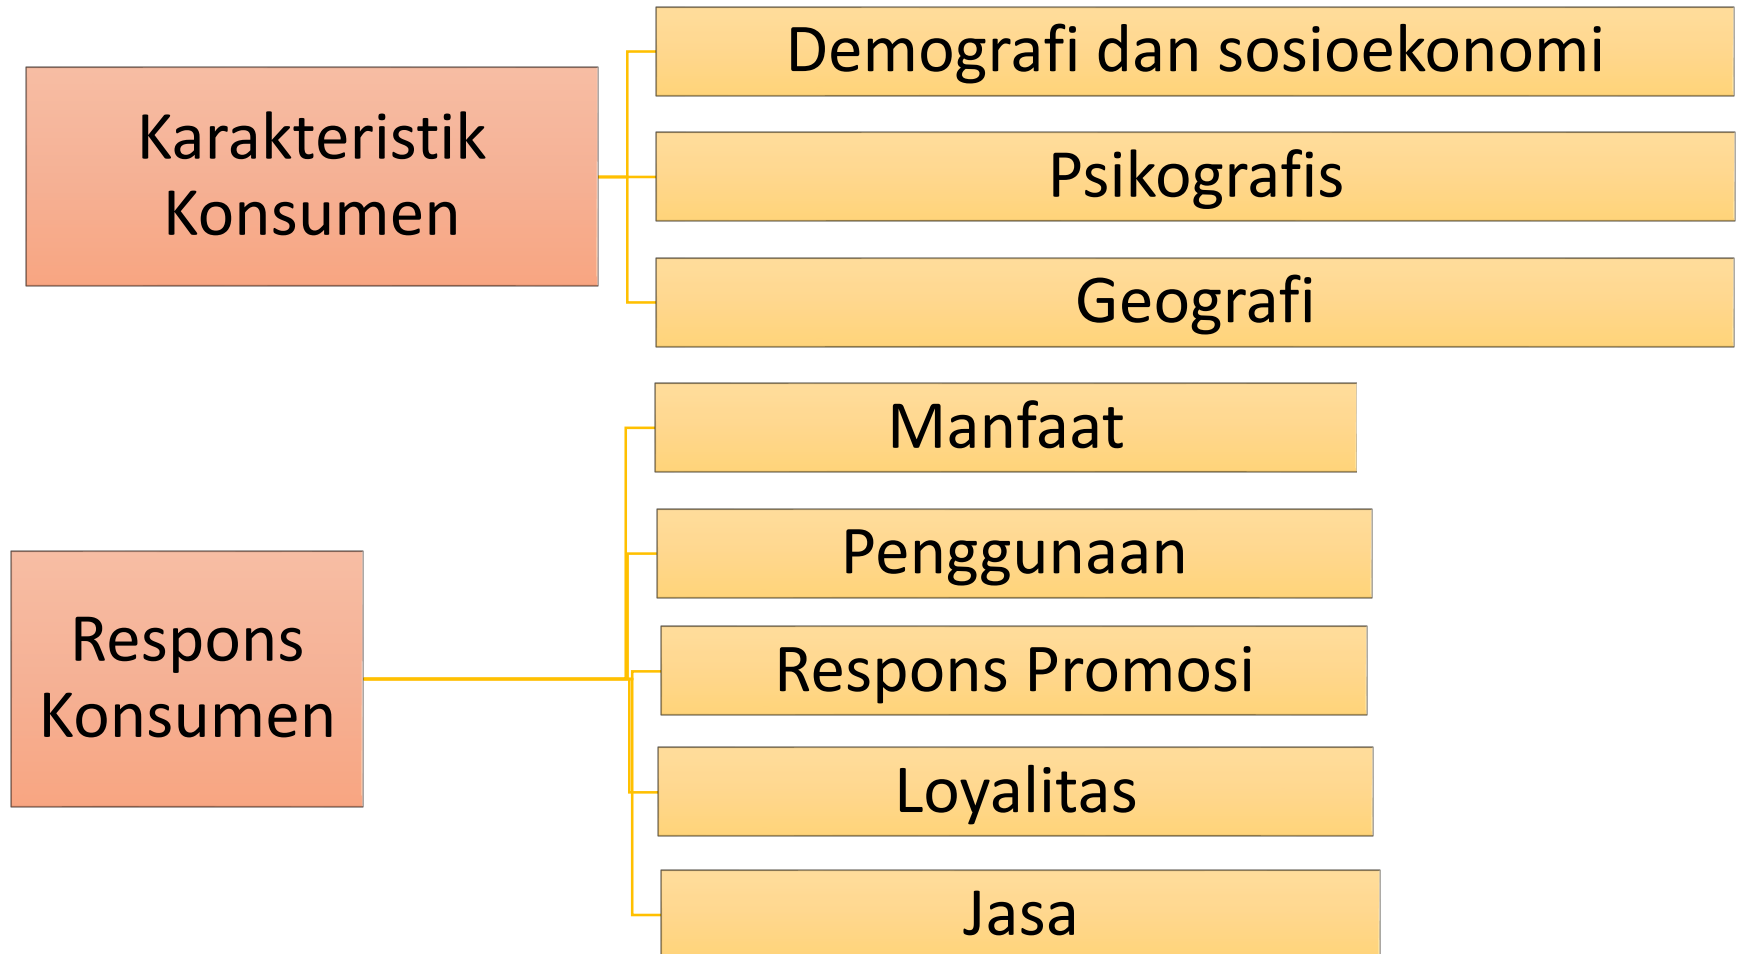 Karakteristik
Konsumen
Demografi dan sosioekonomi
Psikografis
Geografi
Respons
Konsumen
Manfaat
Penggunaan
Respons Promosi
Loyalitas
Jasa